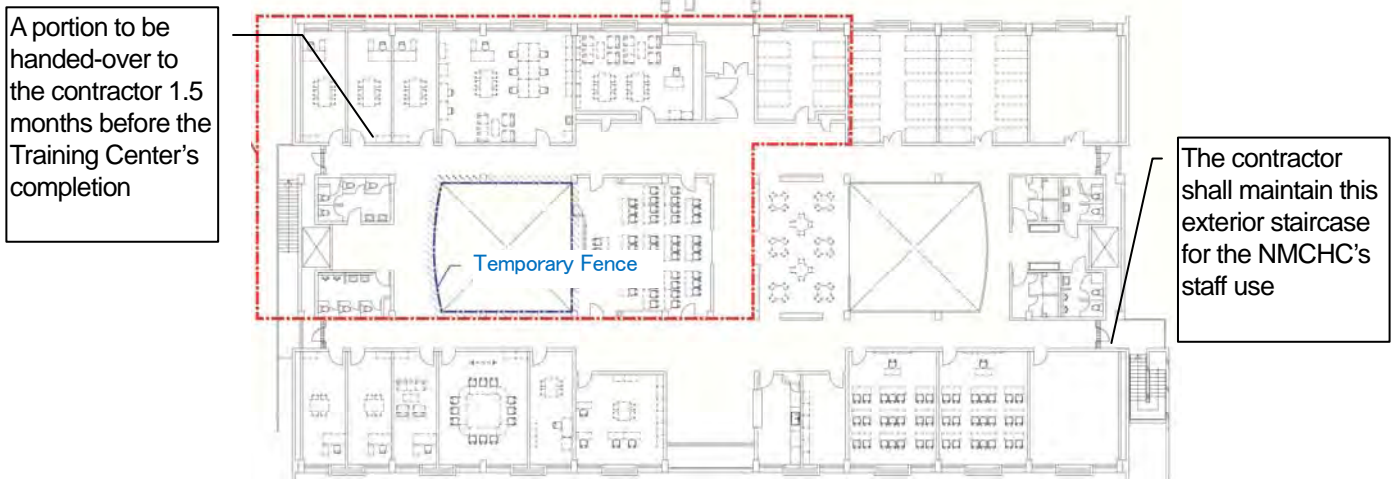 A portion to be
handed-over to
the contractor 1.5
months before the
Training Center's
completion
Temporary Fence
The contractor
shall maintain this
exterior staircase
for the NMCHC's
staff use